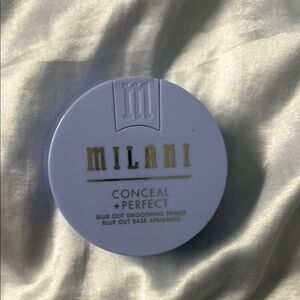 m
MILANI
CONCEAL
+PERFECT
BLUR OUT SMOOTHING PRIMER
BLUR OUT BASE APAISANTE